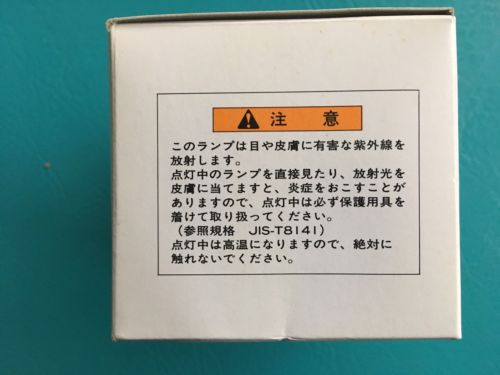 注 意
このランプは目や皮膚に有害な紫外線を
放射します。
点灯中のランプを直接見たり、放射光を
皮膚に当てますと、炎症をおこすことが
ありますので、点灯中は必ず保護用具を
着けて取り扱ってください。
（参照規格 JIS-T8141）
点灯中は高温になりますので、絶対に
触れないでください。